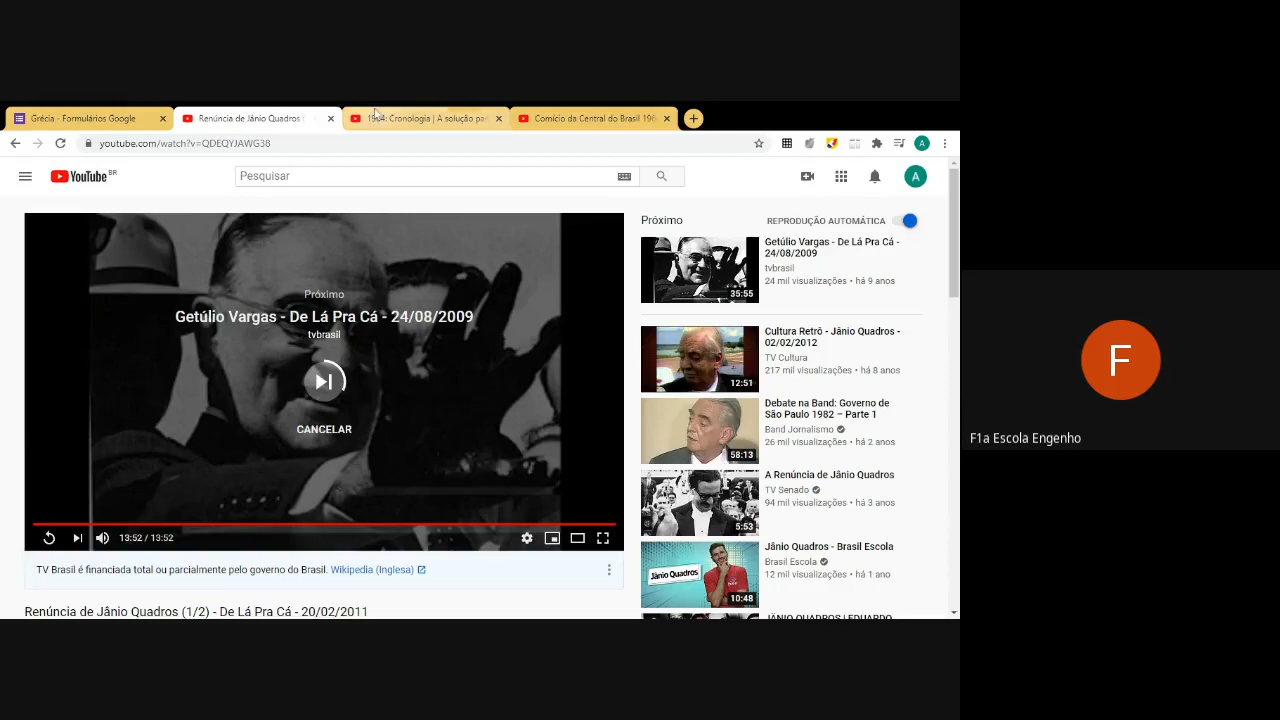 Grécia - Formulários Google
Renúncia de Jânio Quadros (
1964: Cronologia | A solução pa
Comício da Central do Brasil 196
youtube.com/watch?v=QDEQYJAWG38
A
YouTube BR
Pesquisar
A
Próximo
Getúlio Vargas - De Lá Pra Cá - 24/08/2009
tvbrasil
CANCELAR
13:52 / 13:52
TV Brasil é financiada total ou parcialmente pelo governo do Brasil. Wikipedia (Inglesa)
Renúncia de Jânio Quadros (1/2) - De Lá Pra Cá - 20/02/2011
Próximo
REPRODUÇÃO AUTOMÁTICA
35:55
Getúlio Vargas - De Lá Pra Cá -
24/08/2009
tvbrasil
24 mil visualizações • há 9 anos
12:51
Cultura Retrô - Jânio Quadros -
02/02/2012
TV Cultura
217 mil visualizações • há 8 anos
58:13
Debate na Band: Governo de
São Paulo 1982 – Parte 1
Band Jornalismo
26 mil visualizações • há 2 anos
5:53
A Renúncia de Jânio Quadros
TV Senado
94 mil visualizações • há 3 anos
Jânio Quadros
10:48
Jânio Quadros - Brasil Escola
Brasil Escola
12 mil visualizações • há 1 ano
JÂNIO QUADROS | EDUARDO
F
F1a Escola Engenho